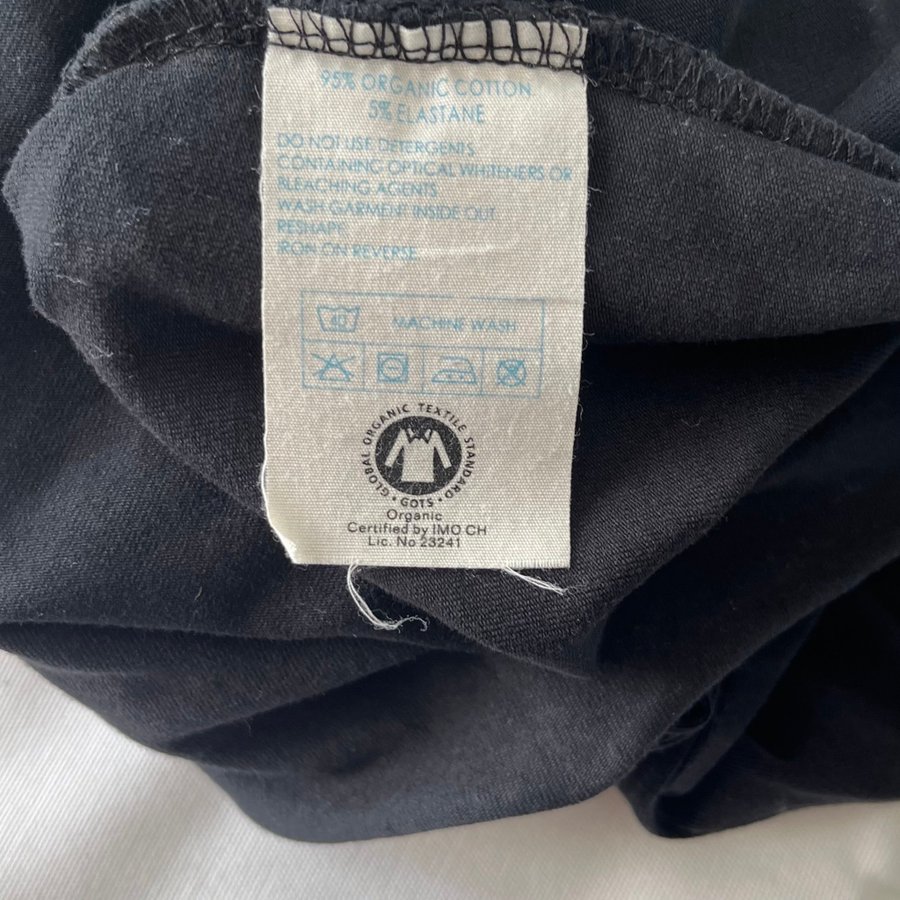 95% ORGANIC COTTON
5% ELASTANE
DO NOT USE DETERGENTS
CONTAINING OPTICAL WHITENERS OR
BLEACHING AGENTS
WASH GARMENT INSIDE OUT
RESHAPE
IRON ON REVERSE
40 MACHINE WASH
· GLOBAL ORGANIC TEXTILE STANDARD ·
GOTS
Organic
Certified by IMO CH
Lic. No 23241